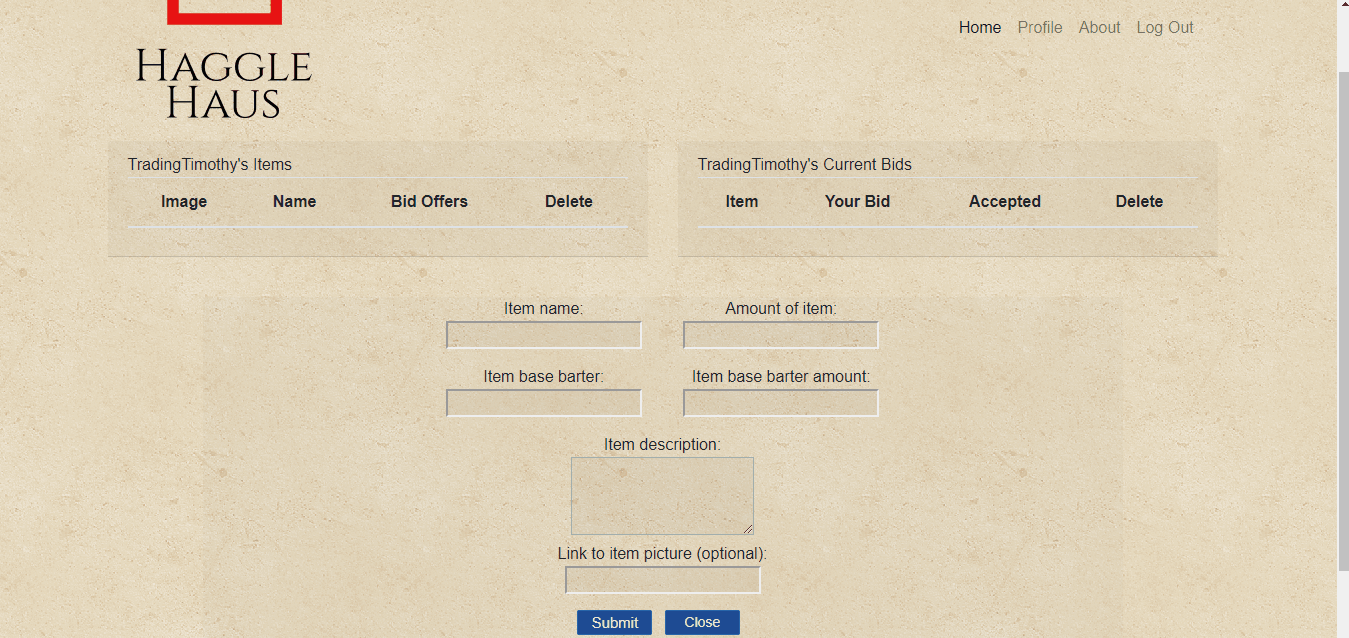 Home Profile About Log Out
HAGGLE
HAUS
TradingTimothy's Items
Image Name Bid Offers Delete
TradingTimothy's Current Bids
Item Your Bid Accepted Delete
Item name:
Amount of item:
Item base barter:
Item base barter amount:
Item description:
Link to item picture (optional):
Submit Close